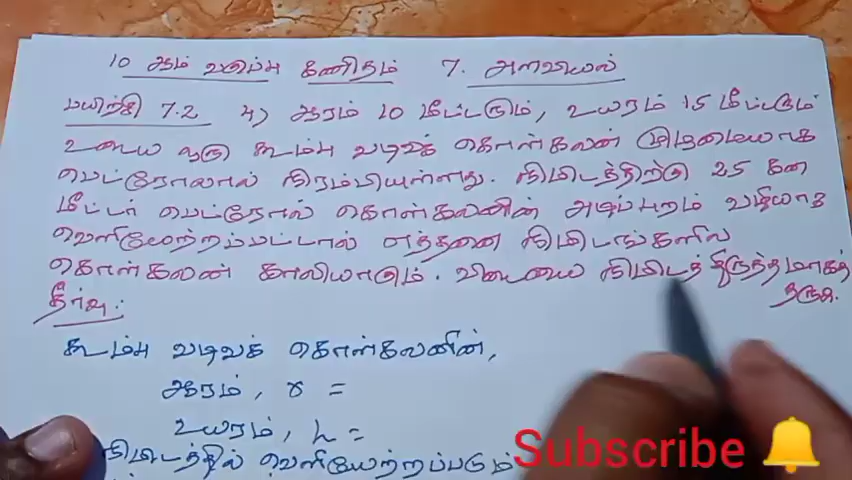 10 ஆம் வகுப்பு கணிதம் 7. அளவியல்
பயிற்சி 7.2 4) ஆரம் 10 மீட்டரும், உயரம் 15 மீட்டரும்
உடைய ஒரு கூம்பு வடிவக் கொள்கலன் முழுமையாக
பெட்ரோலால் நிரம்பியுள்ளது. நிமிடத்திற்கு 25 கன
மீட்டர் பெட்ரோல் கொள்கலனின் அடிப்புறம் வழியாக
வெளியேற்றப்பட்டால் எத்தனை நிமிடங்களில்
கொள்கலன் காலியாகும். விடையை நிமிடத் திருத்தமாகத்
தருக.
தீர்வு:
கூம்பு வடிவக் கொள்கலனின்,
ஆரம், r =
உயரம், h =
நிமிடத்தில் வெளியேற்றப்படும்
Subscribe